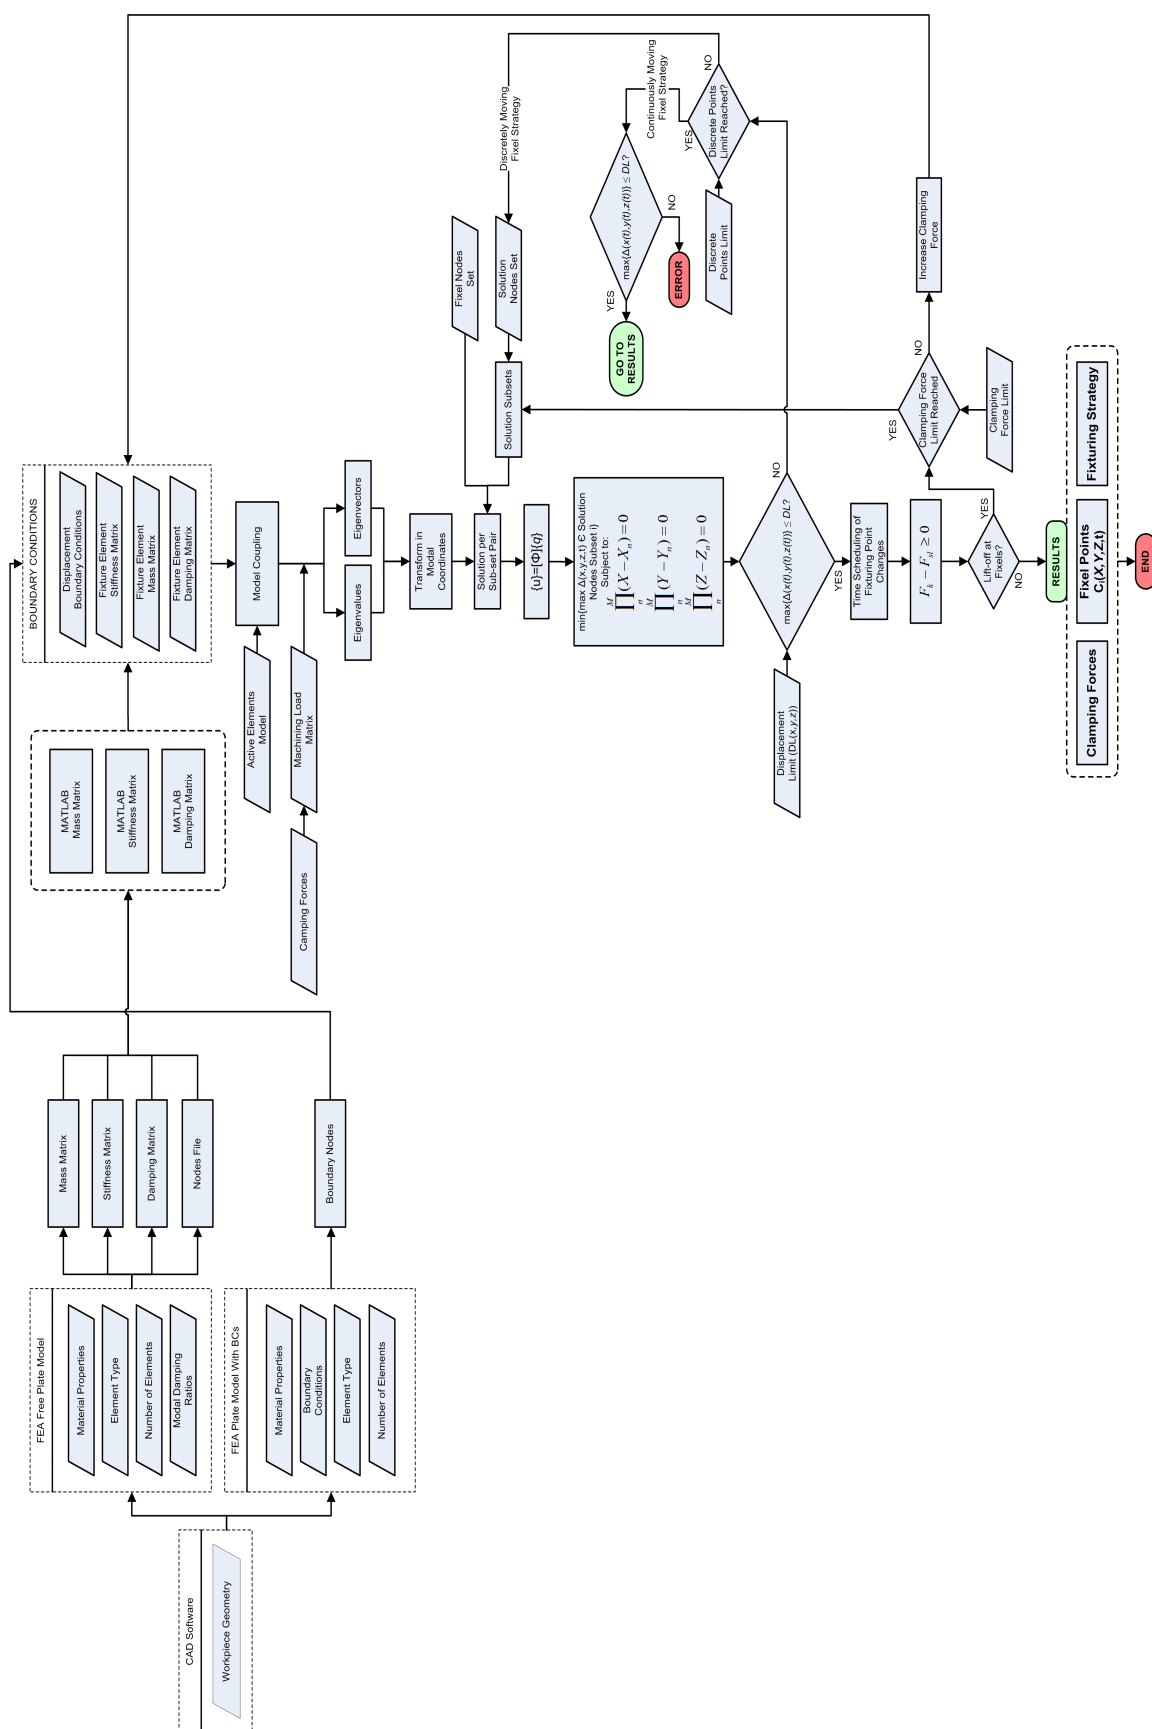 CAD Software
Workpiece Geometry
FEA Free Plate Model
Material Properties
Element Type
Number of Elements
Modal Damping
Ratios
FEA Plate Model With BCs
Material Properties
Boundary
Conditions
Element Type
Number of Elements
Mass Matrix
Stiffness Matrix
Damping Matrix
Nodes File
Boundary Nodes
MATLAB
Mass Matrix
MATLAB
Stiffness Matrix
MATLAB
Damping Matrix
BOUNDARY CONDITIONS
Displacement
Boundary Conditions
Fixture Element
Stiffness Matrix
Fixture Element
Mass Matrix
Fixture Element
Damping Matrix
Active Elements
Model
Model Coupling
Camping Forces
Machining Load
Matrix
Eigenvalues
Eigenvectors
Transform in
Modal
Coordinates
Fixel Nodes
Set
Solution
Nodes Set
Solution Subsets
Solution per
Sub-set Pair
{u}=[Φ]{q}
min{max Δ(x,y,z,t) Є Solution
Nodes Subset i}
Subject to:
∏(X−Xₙ)=0
M
n
∏(Y−Yₙ)=0
M
n
∏(Z−Zₙ)=0
M
n
Displacement
Limit (DL(x,y,z))
max{Δ(x(t),y(t),z(t))} ≤ DL?
NO
YES
Discrete
Points Limit
Discrete Points
Limit Reached?
NO
YES
Discretely Moving
Fixel Strategy
Continuously Moving
Fixel Strategy
max{Δ(x(t),y(t),z(t))} ≤ DL?
YES
NO
GO TO
RESULTS
ERROR
Time Scheduling of
Fixturing Point
Changes
Lift-off at
Fixels?
YES
NO
Clamping
Force Limit
Clamping Force
Limit Reached
YES
NO
Increase Clamping
Force
RESULTS
Clamping Forces
Fixel Points
Cᵢ(X,Y,Z,t)
Fixturing Strategy
END